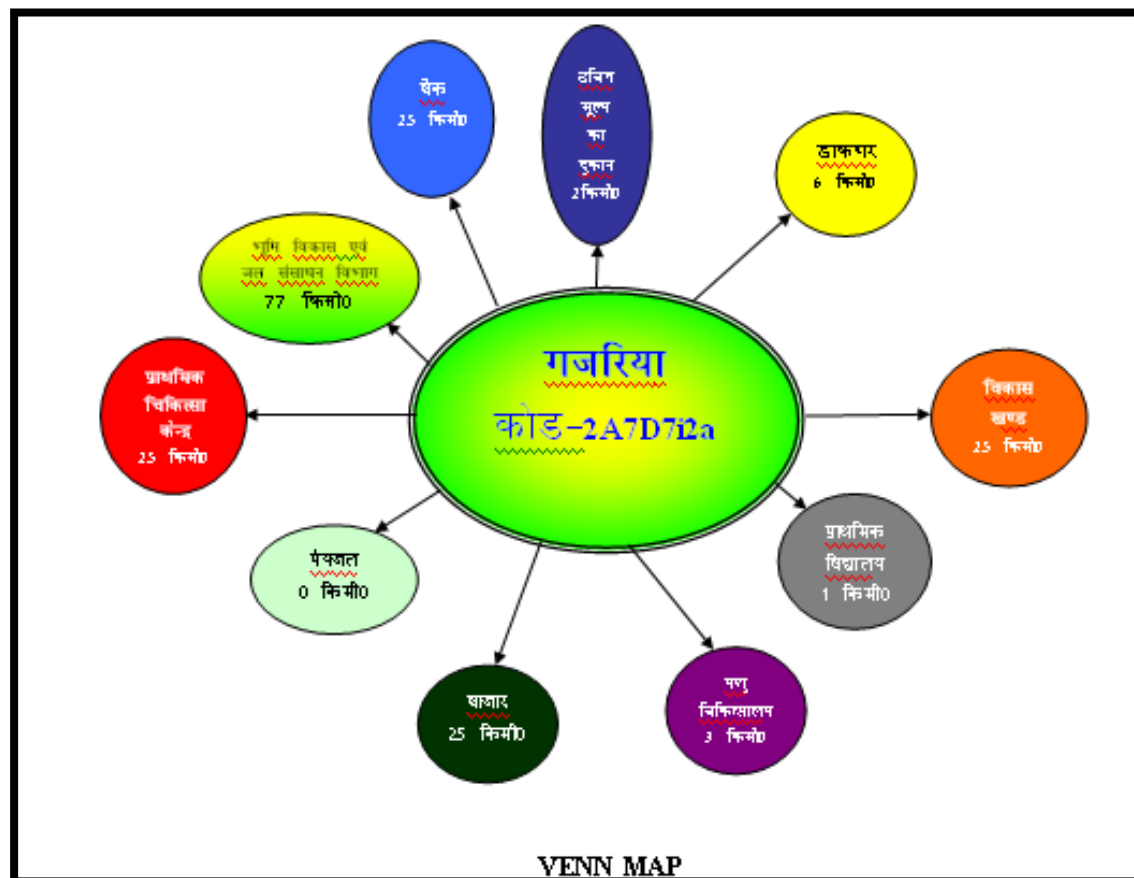 बैंक
25 किमी0
उचित
मूल्य
का
दुकान
2किमी0
डाकघर
6 किमी0
भूमि विकास एवं
जल संसाधन विभाग
77 किमी0
गजरिया
कोड-2A7D7i2a
प्राथमिक
चिकित्सा
केन्द्र
25 किमी0
विकास
खण्ड
25 किमी0
पेयजल
0 किमी0
प्राथमिक
विद्यालय
1 किमी0
बाजार
25 किमी0
पशु
चिकित्सालय
3 किमी0
VENN MAP